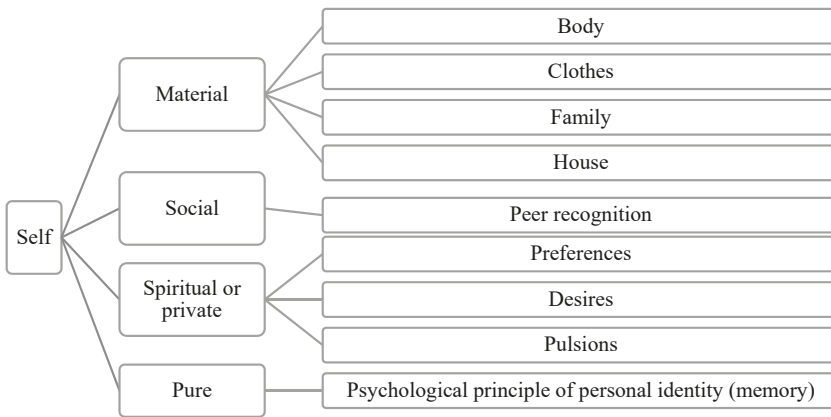 Self
Material
Body
Clothes
Family
House
Social
Peer recognition
Spiritual or
private
Preferences
Desires
Pulsions
Pure
Psychological principle of personal identity (memory)